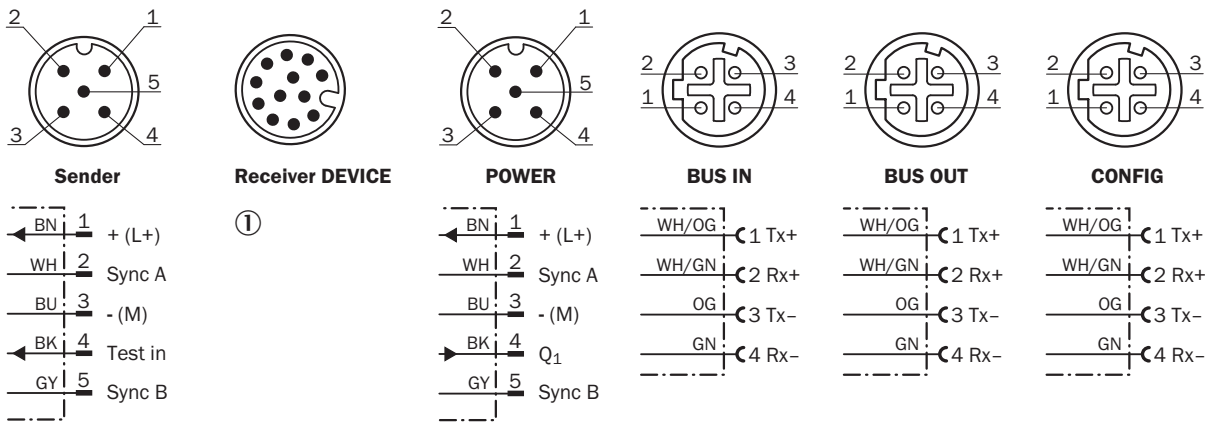 2 1 2 1
2 3 2 3 2 3
5 5
1 4 1 4 1 4
3 4 3 4
Sender Receiver DEVICE POWER BUS IN BUS OUT CONFIG
①
BN 1 + (L+) BN 1 + (L+) WH/OG 1 Tx+ WH/OG 1 Tx+ WH/OG 1 Tx+
WH 2 Sync A WH 2 Sync A WH/GN 2 Rx+ WH/GN 2 Rx+ WH/GN 2 Rx+
BU 3 - (M) BU 3 - (M) OG 3 Tx– OG 3 Tx– OG 3 Tx–
BK 4 Test in BK 4 Q1 GN 4 Rx– GN 4 Rx– GN 4 Rx–
GY 5 Sync B GY 5 Sync B